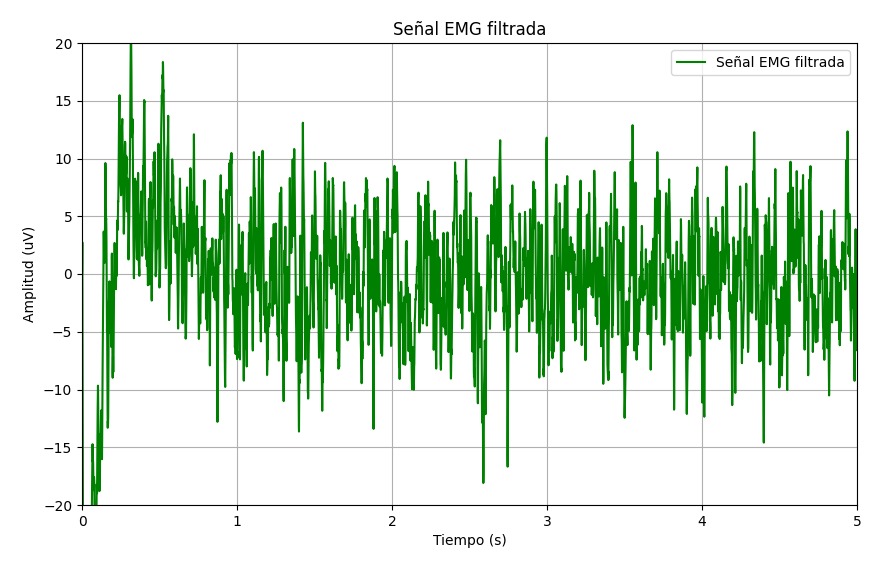 Señal EMG filtrada
Señal EMG filtrada
20
15
10
5
0
−5
−10
−15
−20
Amplitud (uV)
0 1 2 3 4 5
Tiempo (s)